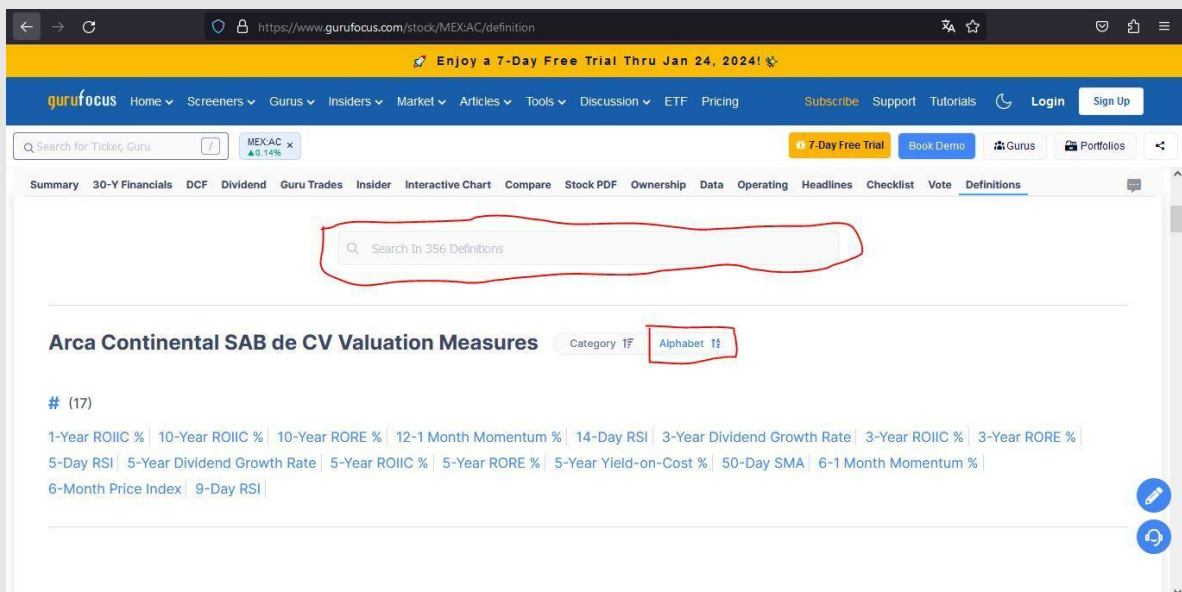 https://www.gurufocus.com/stock/MEX:AC/definition
Enjoy a 7-Day Free Trial Thru Jan 24, 2024!
gurufocus Home Screeners Gurus Insiders Market Articles Tools Discussion ETF Pricing Subscribe Support Tutorials Login Sign Up
Search for Ticker, Guru / MEX:AC × ▲0.14% 7-Day Free Trial Book Demo Gurus Portfolios
Summary 30-Y Financials DCF Dividend Guru Trades Insider Interactive Chart Compare Stock PDF Ownership Data Operating Headlines Checklist Vote Definitions
Search In 356 Definitions
Arca Continental SAB de CV Valuation Measures Category Alphabet
# (17)
1-Year ROIIC % 10-Year ROIIC % 10-Year RORE % 12-1 Month Momentum % 14-Day RSI 3-Year Dividend Growth Rate 3-Year ROIIC % 3-Year RORE %
5-Day RSI 5-Year Dividend Growth Rate 5-Year ROIIC % 5-Year RORE % 5-Year Yield-on-Cost % 50-Day SMA 6-1 Month Momentum %
6-Month Price Index 9-Day RSI